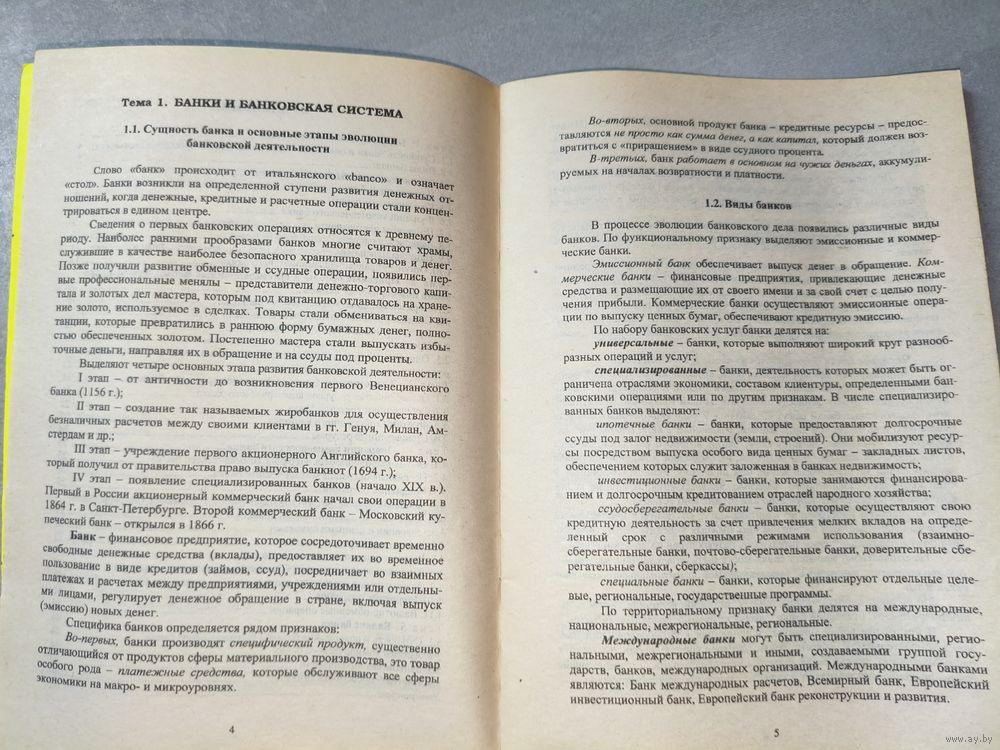 Тема 1. БАНКИ И БАНКОВСКАЯ СИСТЕМА
1.1. Сущность банка и основные этапы эволюции
банковской деятельности
Слово «банк» происходит от итальянского «banco» и означает
«стол». Банки возникли на определенной ступени развития денежных от-
ношений, когда денежные, кредитные и расчетные операции стали концен-
трироваться в едином центре.
Сведения о первых банковских операциях относятся к древнему пе-
риоду. Наиболее ранними прообразами банков многие считают храмы,
служившие в качестве наиболее безопасного хранилища товаров и денег.
Позже получили развитие обменные и ссудные операции, появились пер-
вые профессиональные менялы – представители денежно-торгового капи-
тала и золотых дел мастера, которым под квитанцию отдавалось на хране-
ние золото, используемое в сделках. Товары стали обмениваться на кви-
танции, которые превратились в раннюю форму бумажных денег, полно-
стью обеспеченных золотом. Постепенно мастера стали выпускать избы-
точные деньги, направляя их в обращение и на ссуды под проценты.
Выделяют четыре основных этапа развития банковской деятельности:
I этап – от античности до возникновения первого Венецианского
банка (1156 г.);
II этап – создание так называемых жиробанков для осуществления
безналичных расчетов между своими клиентами в гг. Генуя, Милан, Ам-
стердам и др.;
III этап – учреждение первого акционерного Английского банка, ко-
торый получил от правительства право выпуска банкнот (1694 г.);
IV этап – появление специализированных банков (начало XIX в.).
Первый в России акционерный коммерческий банк начал свои операции в
1864 г. в Санкт-Петербурге. Второй коммерческий банк – Московский ку-
печеский банк – открылся в 1866 г.
Банк – финансовое предприятие, которое сосредоточивает временно
свободные денежные средства (вклады), предоставляет их во временное
пользование в виде кредитов (займов, ссуд), посредничает во взаимных
платежах и расчетах между предприятиями, учреждениями или отдельны-
ми лицами, регулирует денежное обращение в стране, включая выпуск
(эмиссию) новых денег.
Специфика банков определяется рядом признаков:
Во-первых, банки производят специфический продукт, существенно
отличающийся от продуктов сферы материального производства, это товар
особого рода – платежные средства, которые обслуживают все сферы
экономики на макро- и микроуровнях.
4
Во-вторых, основной продукт банка – кредитные ресурсы – предос-
тавляются не просто как сумма денег, а как капитал, который должен воз-
вратиться с «приращением» в виде ссудного процента.
В-третьих, банк работает в основном на чужих деньгах, аккумули-
руемых на началах возвратности и платности.
1.2. Виды банков
В процессе эволюции банковского дела появились различные виды
банков. По функциональному признаку выделяют эмиссионные и коммер-
ческие банки.
Эмиссионный банк обеспечивает выпуск денег в обращение. Ком-
мерческие банки – финансовые предприятия, привлекающие денежные
средства и размещающие их от своего имени и за свой счет с целью полу-
чения прибыли. Коммерческие банки осуществляют эмиссионные опера-
ции по выпуску ценных бумаг, обеспечивают кредитную эмиссию.
По набору банковских услуг банки делятся на:
универсальные – банки, которые выполняют широкий круг разнооб-
разных операций и услуг;
специализированные – банки, деятельность которых может быть ог-
раничена отраслями экономики, составом клиентуры, определенными бан-
ковскими операциями или по другим признакам. В числе специализирован-
ных банков выделяют:
ипотечные банки – банки, которые предоставляют долгосрочные
ссуды под залог недвижимости (земли, строений). Они мобилизуют ресур-
сы посредством выпуска особого вида ценных бумаг – закладных листов,
обеспечением которых служит заложенная в банках недвижимость;
инвестиционные банки – банки, которые занимаются финансировани-
ем и долгосрочным кредитованием отраслей народного хозяйства;
ссудосберегательные банки – банки, которые осуществляют свою
кредитную деятельность за счет привлечения мелких вкладов на опреде-
ленный срок с различными режимами использования (взаимно-
сберегательные банки, почтово-сберегательные банки, доверительные сбе-
регательные банки, сберкассы);
специальные банки – банки, которые финансируют отдельные целе-
вые, региональные, государственные программы.
По территориальному признаку банки делятся на международные,
национальные, межрегиональные, региональные.
Международные банки могут быть специализированными, регио-
нальными, межрегиональными и иными, создаваемыми группой госу-
дарств, банков, международных организаций. Международными банками
являются: Банк международных расчетов, Всемирный банк, Европейский
инвестиционный банк, Европейский банк реконструкции и развития.
5
www.ay.by